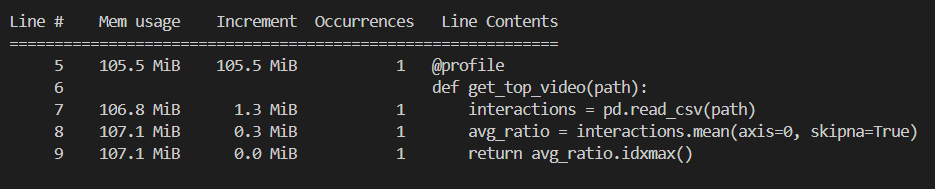 Line #    Mem usage    Increment  Occurrences   Line Contents
============================================================
     5    105.5 MiB    105.5 MiB           1   @profile
     6                                         def get_top_video(path):
     7    106.8 MiB      1.3 MiB           1       interactions = pd.read_csv(path)
     8    107.1 MiB      0.3 MiB           1       avg_ratio = interactions.mean(axis=0, skipna=True)
     9    107.1 MiB      0.0 MiB           1       return avg_ratio.idxmax()